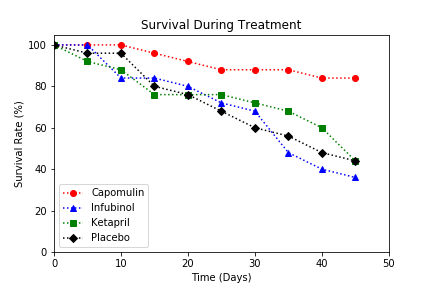 Survival During Treatment
Survival Rate (%)
100
80
60
40
20
0
Capomulin
Infubinol
Ketapril
Placebo
0 10 20 30 40 50
Time (Days)